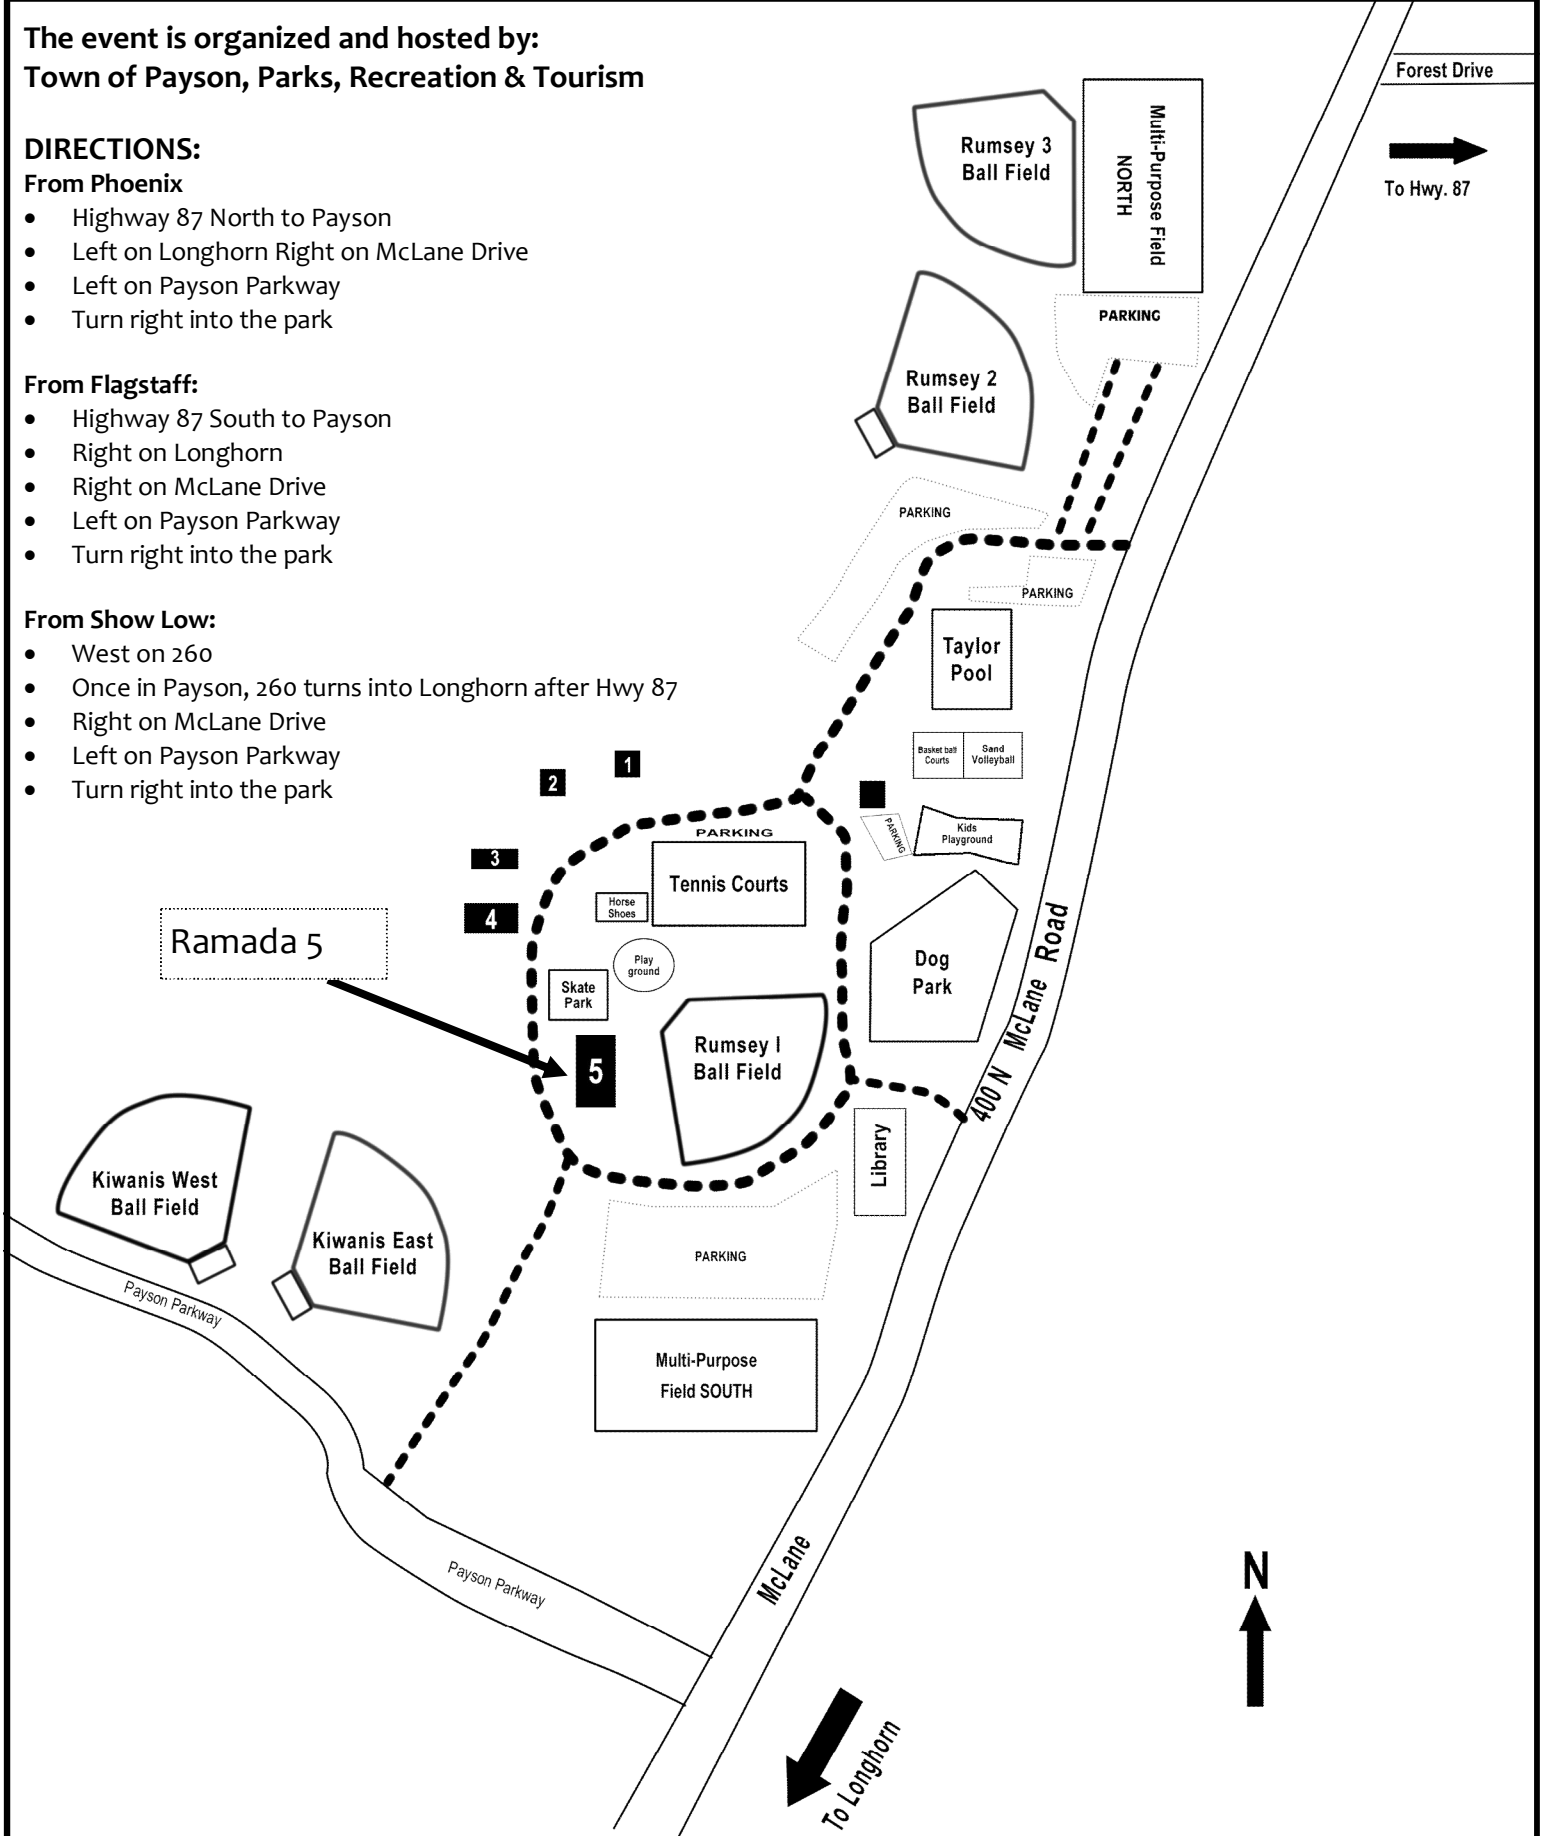 The event is organized and hosted by:
Town of Payson, Parks, Recreation & Tourism
DIRECTIONS:
From Phoenix
• Highway 87 North to Payson
• Left on Longhorn Right on McLane Drive
• Left on Payson Parkway
• Turn right into the park
From Flagstaff:
• Highway 87 South to Payson
• Right on Longhorn
• Right on McLane Drive
• Left on Payson Parkway
• Turn right into the park
From Show Low:
• West on 260
• Once in Payson, 260 turns into Longhorn after Hwy 87
• Right on McLane Drive
• Left on Payson Parkway
• Turn right into the park
Forest Drive
To Hwy. 87
Rumsey 3
Ball Field
Multi-Purpose Field
NORTH
PARKING
Rumsey 2
Ball Field
PARKING
PARKING
Taylor
Pool
Basket ball
Courts
Sand
Volleyball
1
2
PARKING
PARKING
Kids
Playground
3
Tennis Courts
4
Horse
Shoes
Ramada 5
Play
ground
Dog
Park
Skate
Park
400 N McLane Road
Rumsey I
Ball Field
5
Library
Kiwanis West
Ball Field
Kiwanis East
Ball Field
PARKING
Payson Parkway
Multi-Purpose
Field SOUTH
Payson Parkway
McLane
N
To Longhorn